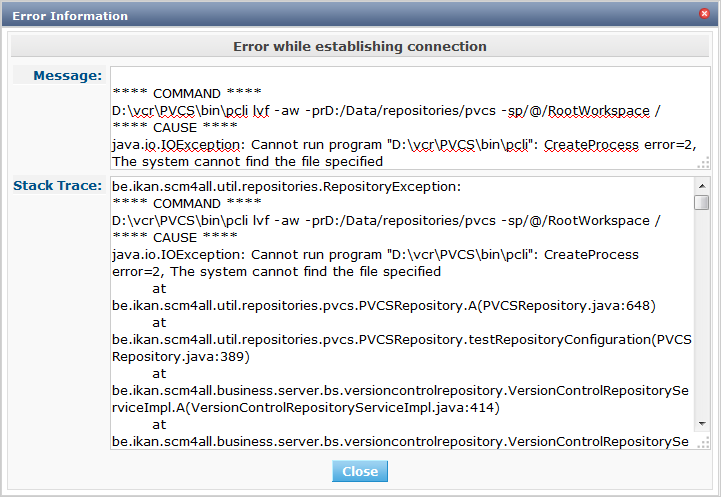 Error Information
Error while establishing connection
Message:
**** COMMAND ****
D:\vcr\PVCS\bin\pcli lvf -aw -prD:/Data/repositories/pvcs -sp/@/RootWorkspace /
**** CAUSE ****
java.io.IOException: Cannot run program "D:\vcr\PVCS\bin\pcli": CreateProcess error=2,
The system cannot find the file specified
Stack Trace:
be.ikan.scm4all.util.repositories.RepositoryException:
**** COMMAND ****
D:\vcr\PVCS\bin\pcli lvf -aw -prD:/Data/repositories/pvcs -sp/@/RootWorkspace /
**** CAUSE ****
java.io.IOException: Cannot run program "D:\vcr\PVCS\bin\pcli": CreateProcess
error=2, The system cannot find the file specified
at
be.ikan.scm4all.util.repositories.pvcs.PVCSRepository.A(PVCSRepository.java:648)
at
be.ikan.scm4all.util.repositories.pvcs.PVCSRepository.testRepositoryConfiguration(PVCS
Repository.java:389)
at
be.ikan.scm4all.business.server.bs.versioncontrolrepository.VersionControlRepositorySe
rviceImpl.A(VersionControlRepositoryServiceImpl.java:414)
at
be.ikan.scm4all.business.server.bs.versioncontrolrepository.VersionControlRepositorySe
Close